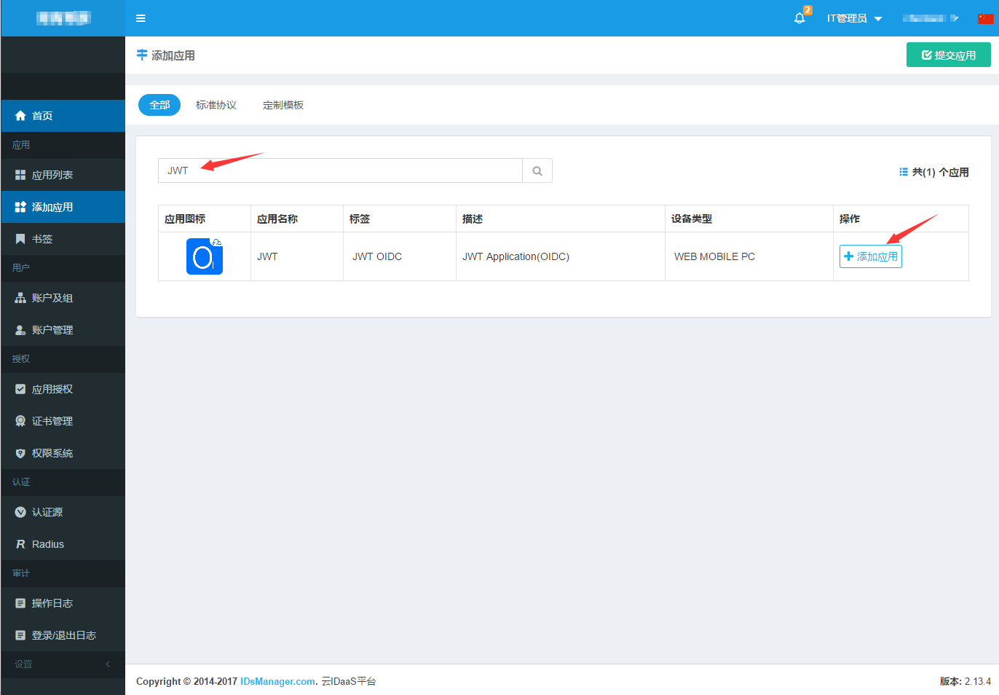 2
IT管理员
添加应用
提交应用
全部 标准协议 定制模板
首页
应用
应用列表
添加应用
书签
用户
账户及组
账户管理
授权
应用授权
证书管理
权限系统
认证
认证源
Radius
审计
操作日志
登录/退出日志
设置
JWT
共(1) 个应用
应用图标 应用名称 标签 描述 设备类型 操作
JWT JWT OIDC JWT Application(OIDC) WEB MOBILE PC 添加应用
Copyright © 2014-2017 IDsManager.com. 云IDaaS平台
版本: 2.13.4